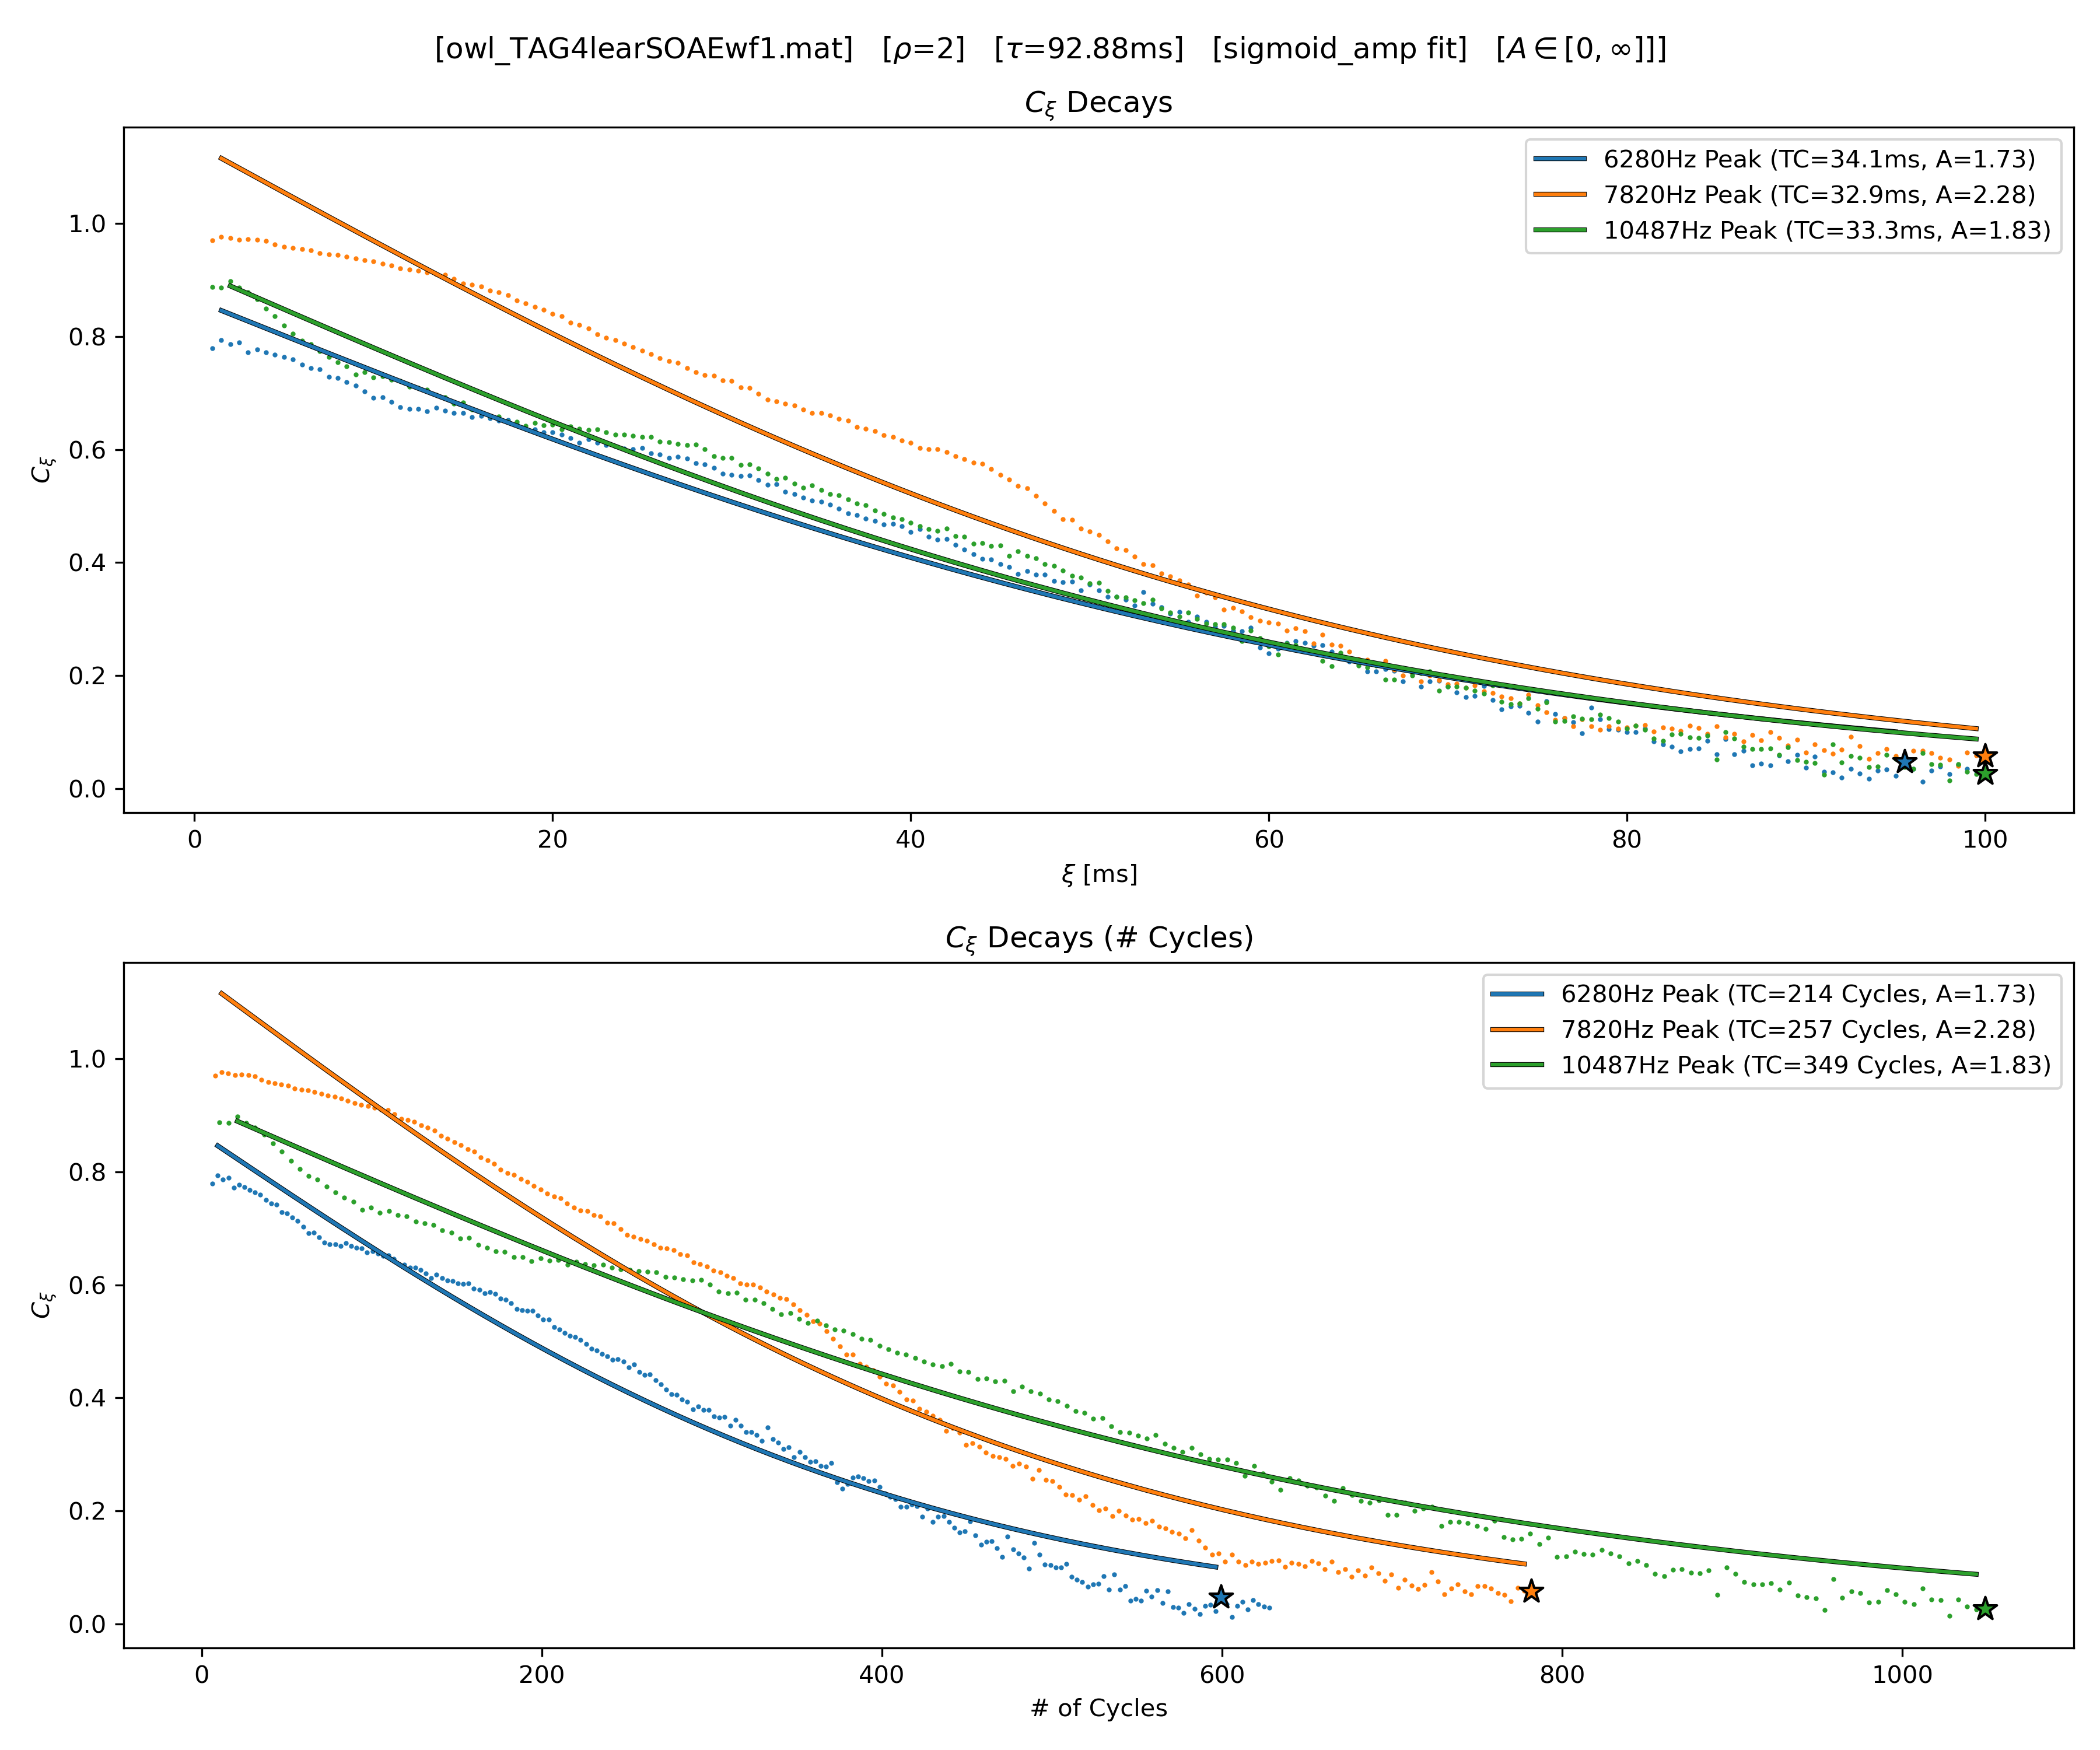 [owl_TAG4learSOAEwf1.mat] [ρ=2] [τ=92.88ms] [sigmoid_amp fit] [A ∈ [0, ∞]]]
C_ξ Decays
6280Hz Peak (TC=34.1ms, A=1.73)
7820Hz Peak (TC=32.9ms, A=2.28)
10487Hz Peak (TC=33.3ms, A=1.83)
1.0
0.8
0.6
0.4
0.2
0.0
C_ξ
0 20 40 60 80 100
ξ [ms]
C_ξ Decays (# Cycles)
6280Hz Peak (TC=214 Cycles, A=1.73)
7820Hz Peak (TC=257 Cycles, A=2.28)
10487Hz Peak (TC=349 Cycles, A=1.83)
1.0
0.8
0.6
0.4
0.2
0.0
C_ξ
0 200 400 600 800 1000
# of Cycles